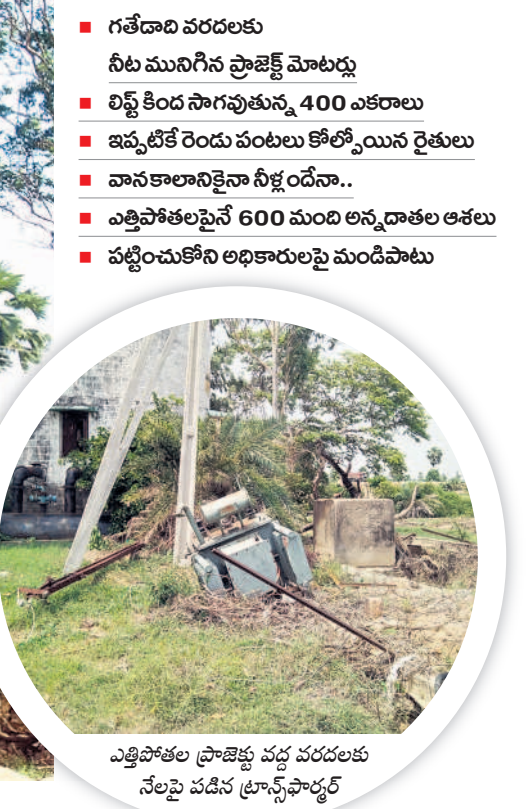 గతేడాది వరదలకు
నీట మునిగిన ప్రాజెక్ట్ మోటర్లు
లిఫ్ట్ కింద సాగవుతున్న 400 ఎకరాలు
ఇప్పటికే రెండు పంటలు కోల్పోయిన రైతులు
వానకాలానికైనా నీళ్లందేనా..
ఎత్తిపోతలపైనే 600 మంది అన్నదాతల ఆశలు
పట్టించుకోని అధికారులపై మండిపాటు
ఎత్తిపోతల ప్రాజెక్టు వద్ద వరదలకు
నేలపై పడిన ట్రాన్స్‌ఫార్మర్